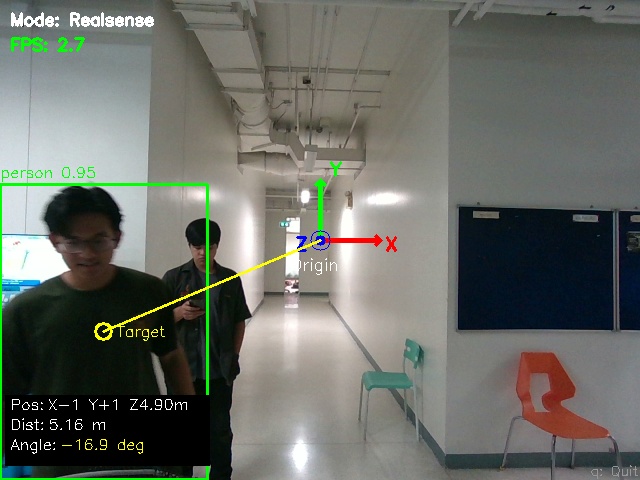 Mode: Realsense
FPS: 2.7
person 0.95
Y
Z
X
Origin
Target
Pos: X-1 Y+1 Z4.90m
Dist: 5.16 m
Angle: -16.9 deg
q: Quit